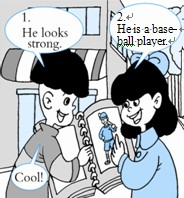 1.
He looks
strong.
2.
He is a base-
ball player.
Cool!